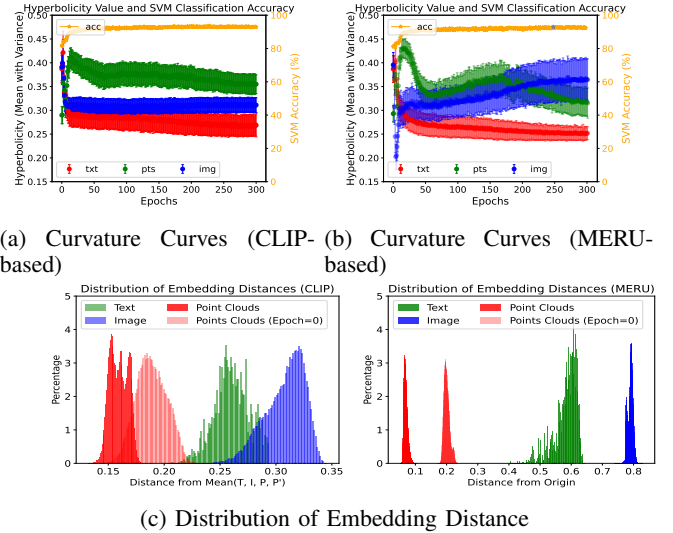 Hyperbolicity Value and SVM Classification Accuracy
Hyperbolicity (Mean with Variance)
0.50
0.45
0.40
0.35
0.30
0.25
0.20
0.15
acc
txt
pts
img
0
50
100
150
200
250
300
Epochs
100
80
60
40
20
0
SVM Accuracy (%)
Hyperbolicity Value and SVM Classification Accuracy
Hyperbolicity (Mean with Variance)
0.50
0.45
0.40
0.35
0.30
0.25
0.20
0.15
acc
txt
pts
img
0
50
100
150
200
250
300
Epochs
100
80
60
40
20
0
SVM Accuracy (%)
(a) Curvature Curves (CLIP-
based)
(b) Curvature Curves (MERU-
based)
Distribution of Embedding Distances (CLIP)
Percentage
5
4
3
2
1
0
Text
Image
Point Clouds
Points Clouds (Epoch=0)
0.15
0.20
0.25
0.30
0.35
Distance from Mean(T, I, P, P')
Distribution of Embedding Distances (MERU)
Percentage
5
4
3
2
1
0
Text
Image
Point Clouds
Points Clouds (Epoch=0)
0.1
0.2
0.3
0.4
0.5
0.6
0.7
0.8
Distance from Origin
(c) Distribution of Embedding Distance